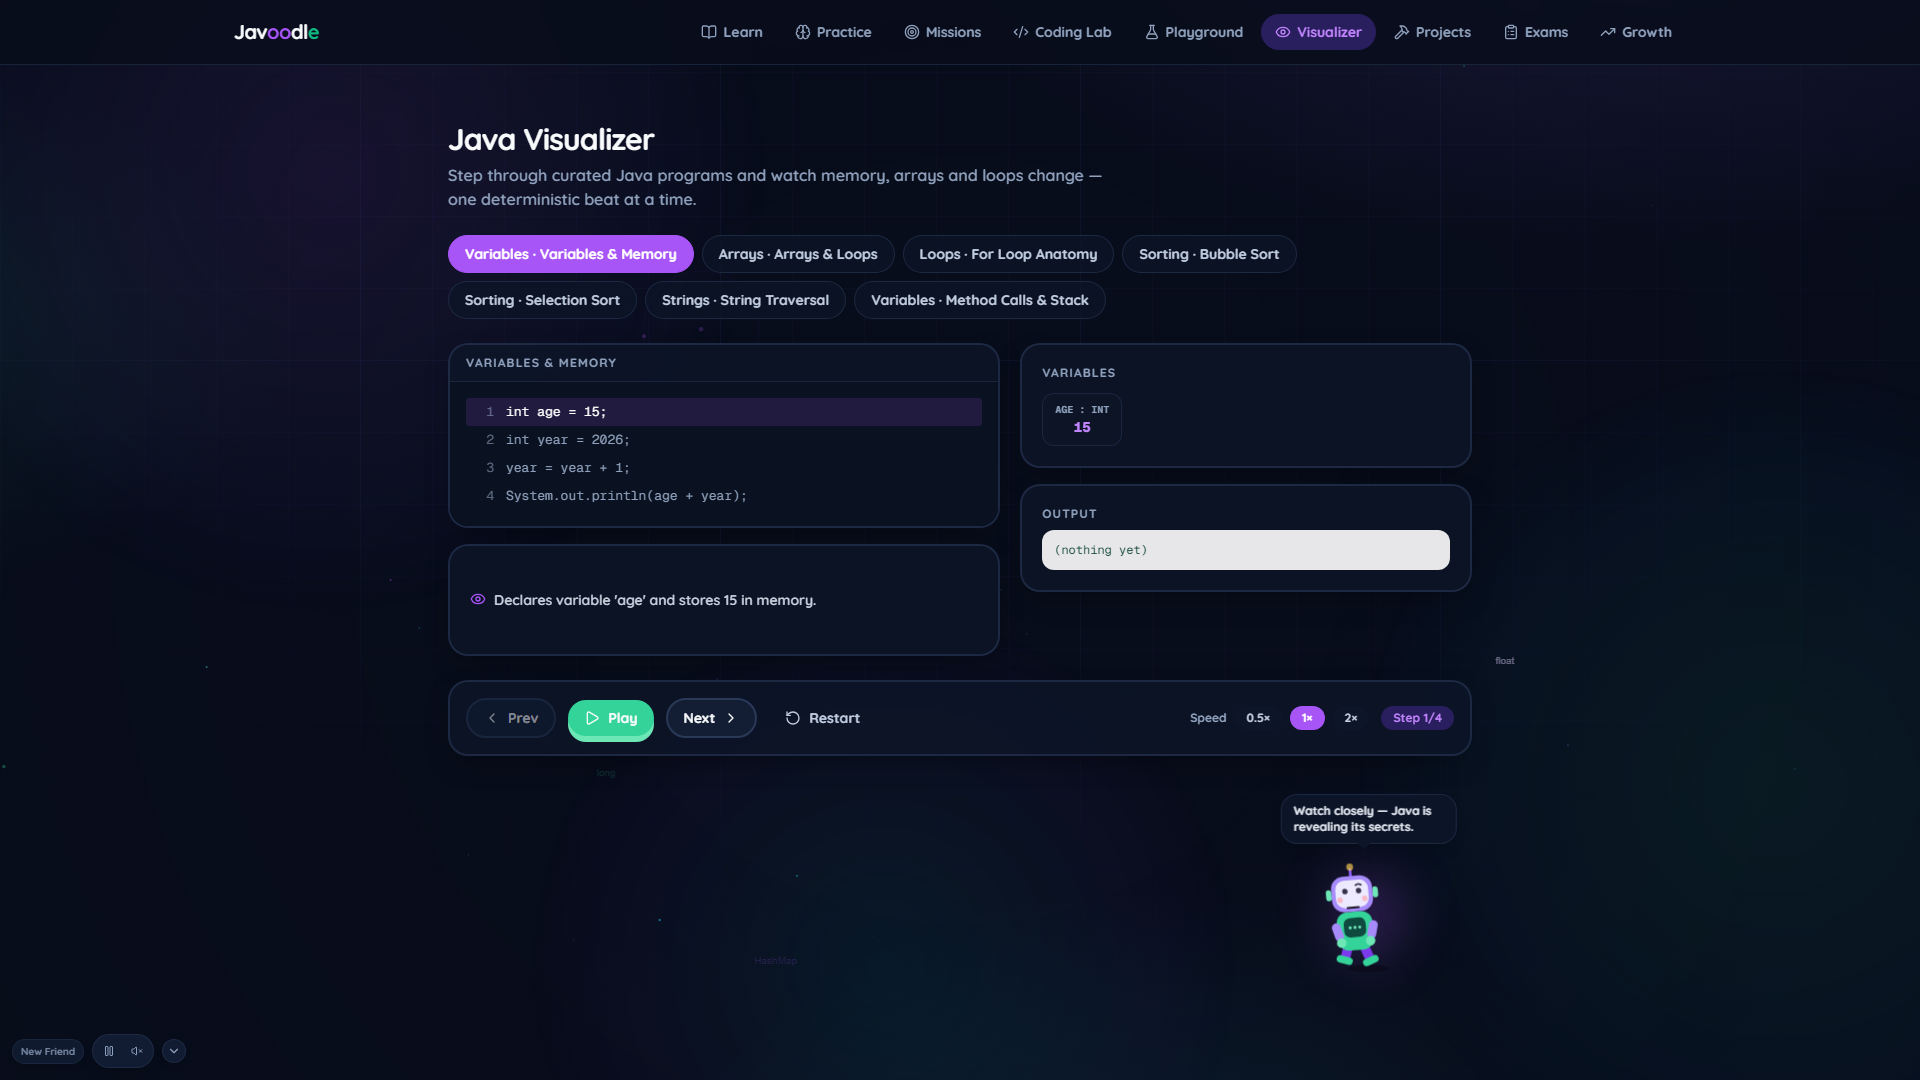 Javoodle
Learn
Practice
Missions
Coding Lab
Playground
Visualizer
Projects
Exams
Growth
Java Visualizer
Step through curated Java programs and watch memory, arrays and loops change —
one deterministic beat at a time.
Variables · Variables & Memory
Arrays · Arrays & Loops
Loops · For Loop Anatomy
Sorting · Bubble Sort
Sorting · Selection Sort
Strings · String Traversal
Variables · Method Calls & Stack
VARIABLES & MEMORY
1 int age = 15;
2 int year = 2026;
3 year = year + 1;
4 System.out.println(age + year);
Declares variable 'age' and stores 15 in memory.
VARIABLES
AGE : INT
15
OUTPUT
(nothing yet)
float
Prev
Play
Next
Restart
Speed
0.5×
1×
2×
Step 1/4
long
Watch closely — Java is
revealing its secrets.
HashMap
New Friend